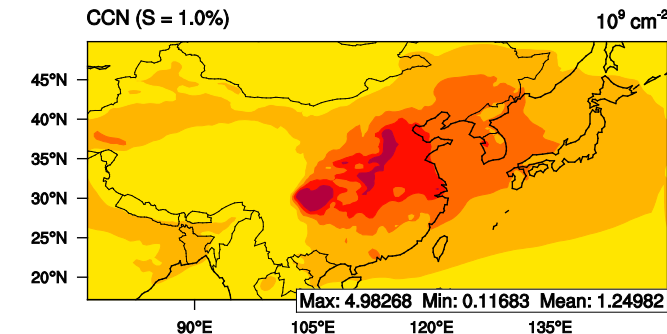 CCN (S = 1.0%)
10⁹ cm⁻²
45°N
40°N
35°N
30°N
25°N
20°N
Max: 4.98268 Min: 0.11683 Mean: 1.24982
90°E 105°E 120°E 135°E